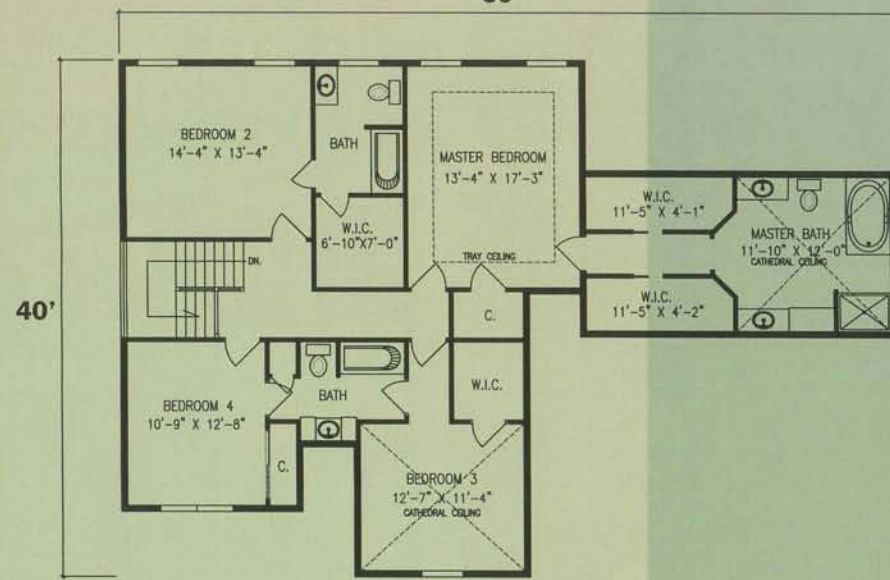 BEDROOM 2
14'-4" X 13'-4"
BATH
W.I.C.
6'-10"X7'-0"
MASTER BEDROOM
13'-4" X 17'-3"
TRAY CEILING
W.I.C.
11'-5" X 4'-1"
MASTER BATH
11'-10" X 12'-0"
CATHEDRAL CEILING
W.I.C.
11'-5" X 4'-2"
DN.
40'
C.
W.I.C.
BEDROOM 4
10'-9" X 12'-8"
BATH
C.
BEDROOM 3
12'-7" X 11'-4"
CATHEDRAL CEILING